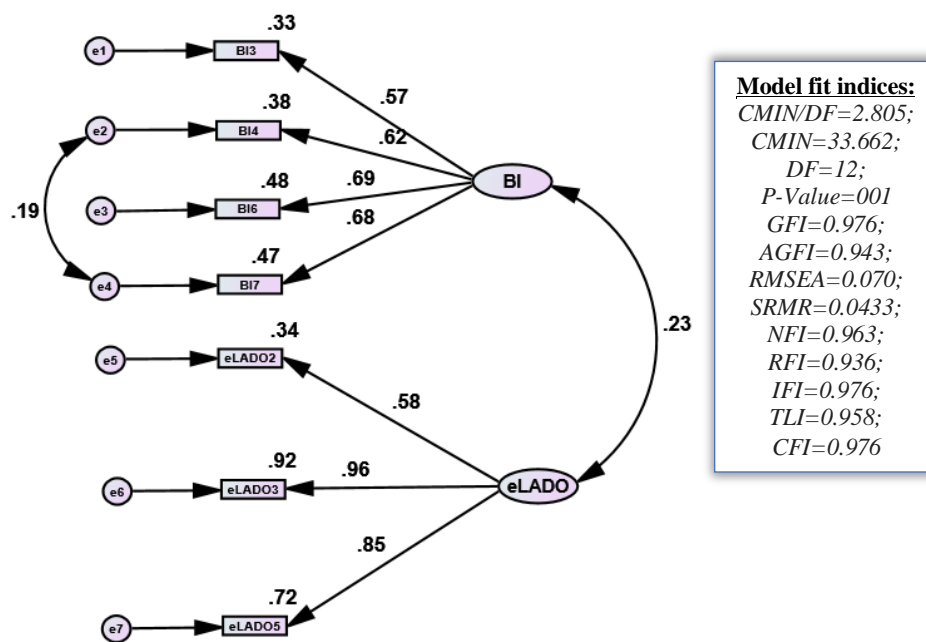 .33
e1
BI3
.57
.38
e2
BI4
.62
BI
.48
.69
.19
e3
BI6
.68
.47
e4
BI7
.23
.34
e5
eLADO2
.58
.92
.96
e6
eLADO3
eLADO
.85
.72
e7
eLADO5
Model fit indices:
CMIN/DF=2.805;
CMIN=33.662;
DF=12;
P-Value=001
GFI=0.976;
AGFI=0.943;
RMSEA=0.070;
SRMR=0.0433;
NFI=0.963;
RFI=0.936;
IFI=0.976;
TLI=0.958;
CFI=0.976